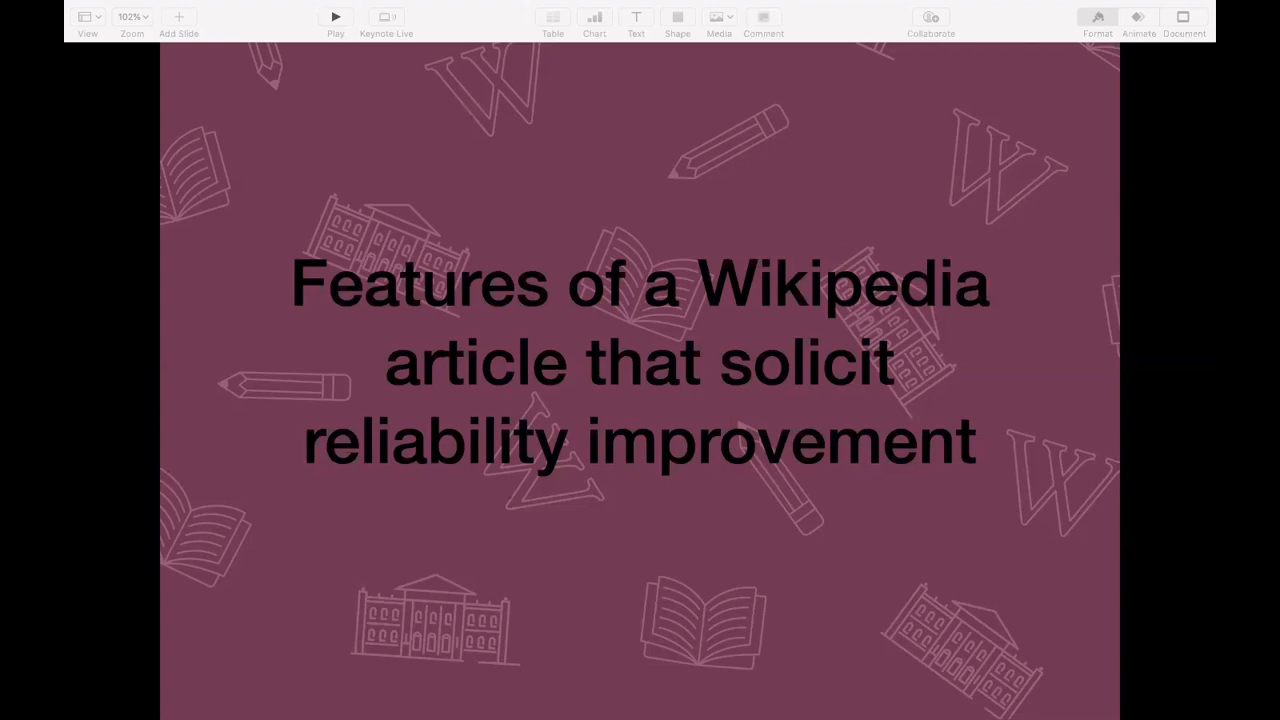 102%
View
Zoom
Add Slide
Play
Keynote Live
Table
Chart
Text
Shape
Media
Comment
Collaborate
Format
Animate
Document
Features of a Wikipedia
article that solicit
reliability improvement